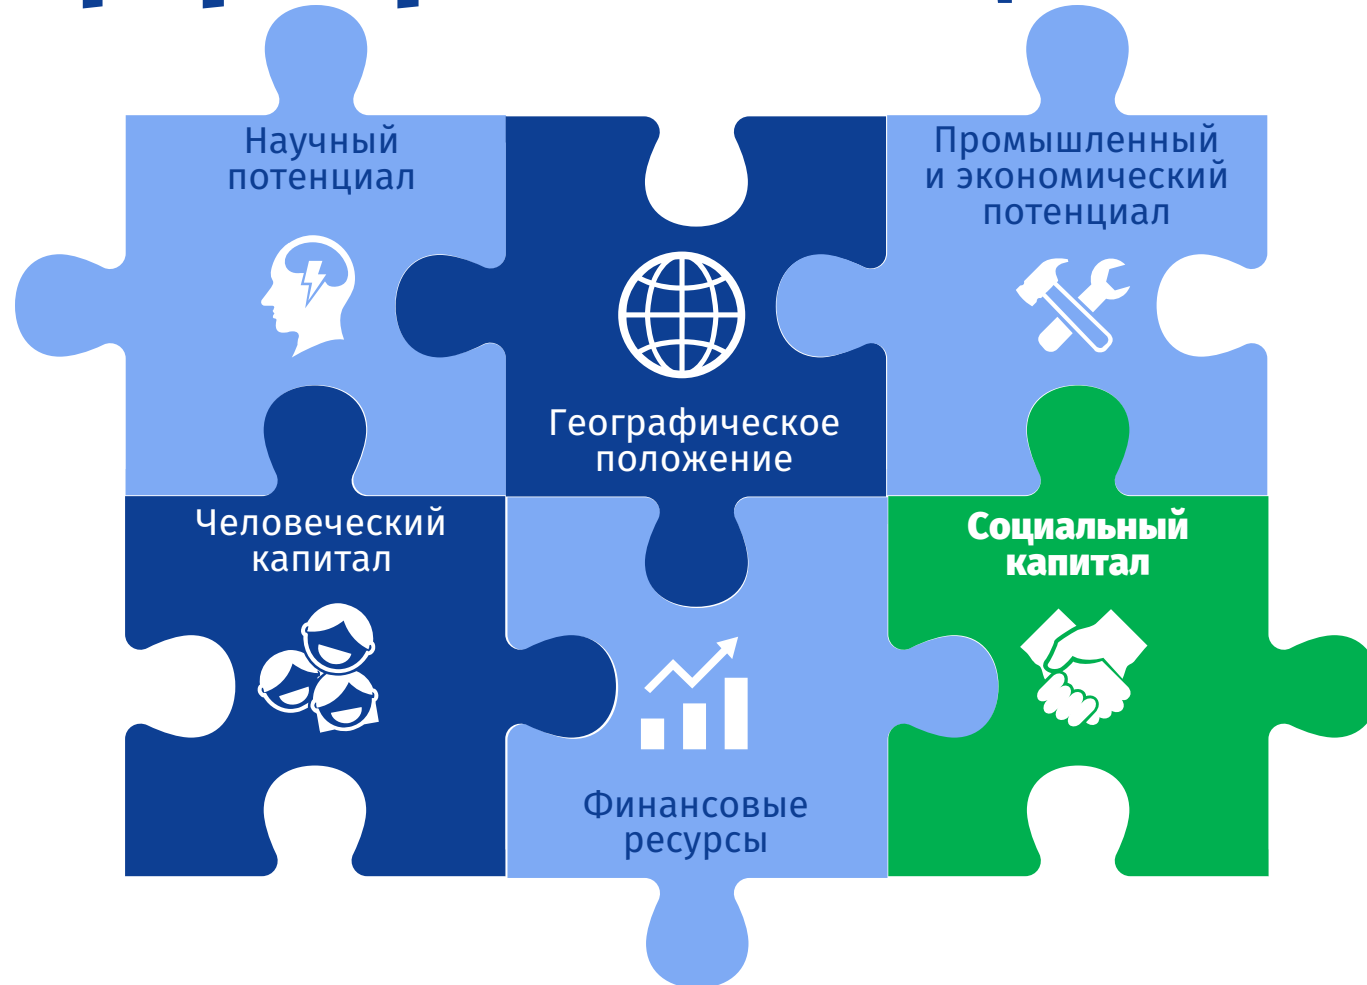 Научный
потенциал
Промышленный
и экономический
потенциал
Географическое
положение
Человеческий
капитал
Социальный
капитал
Финансовые
ресурсы